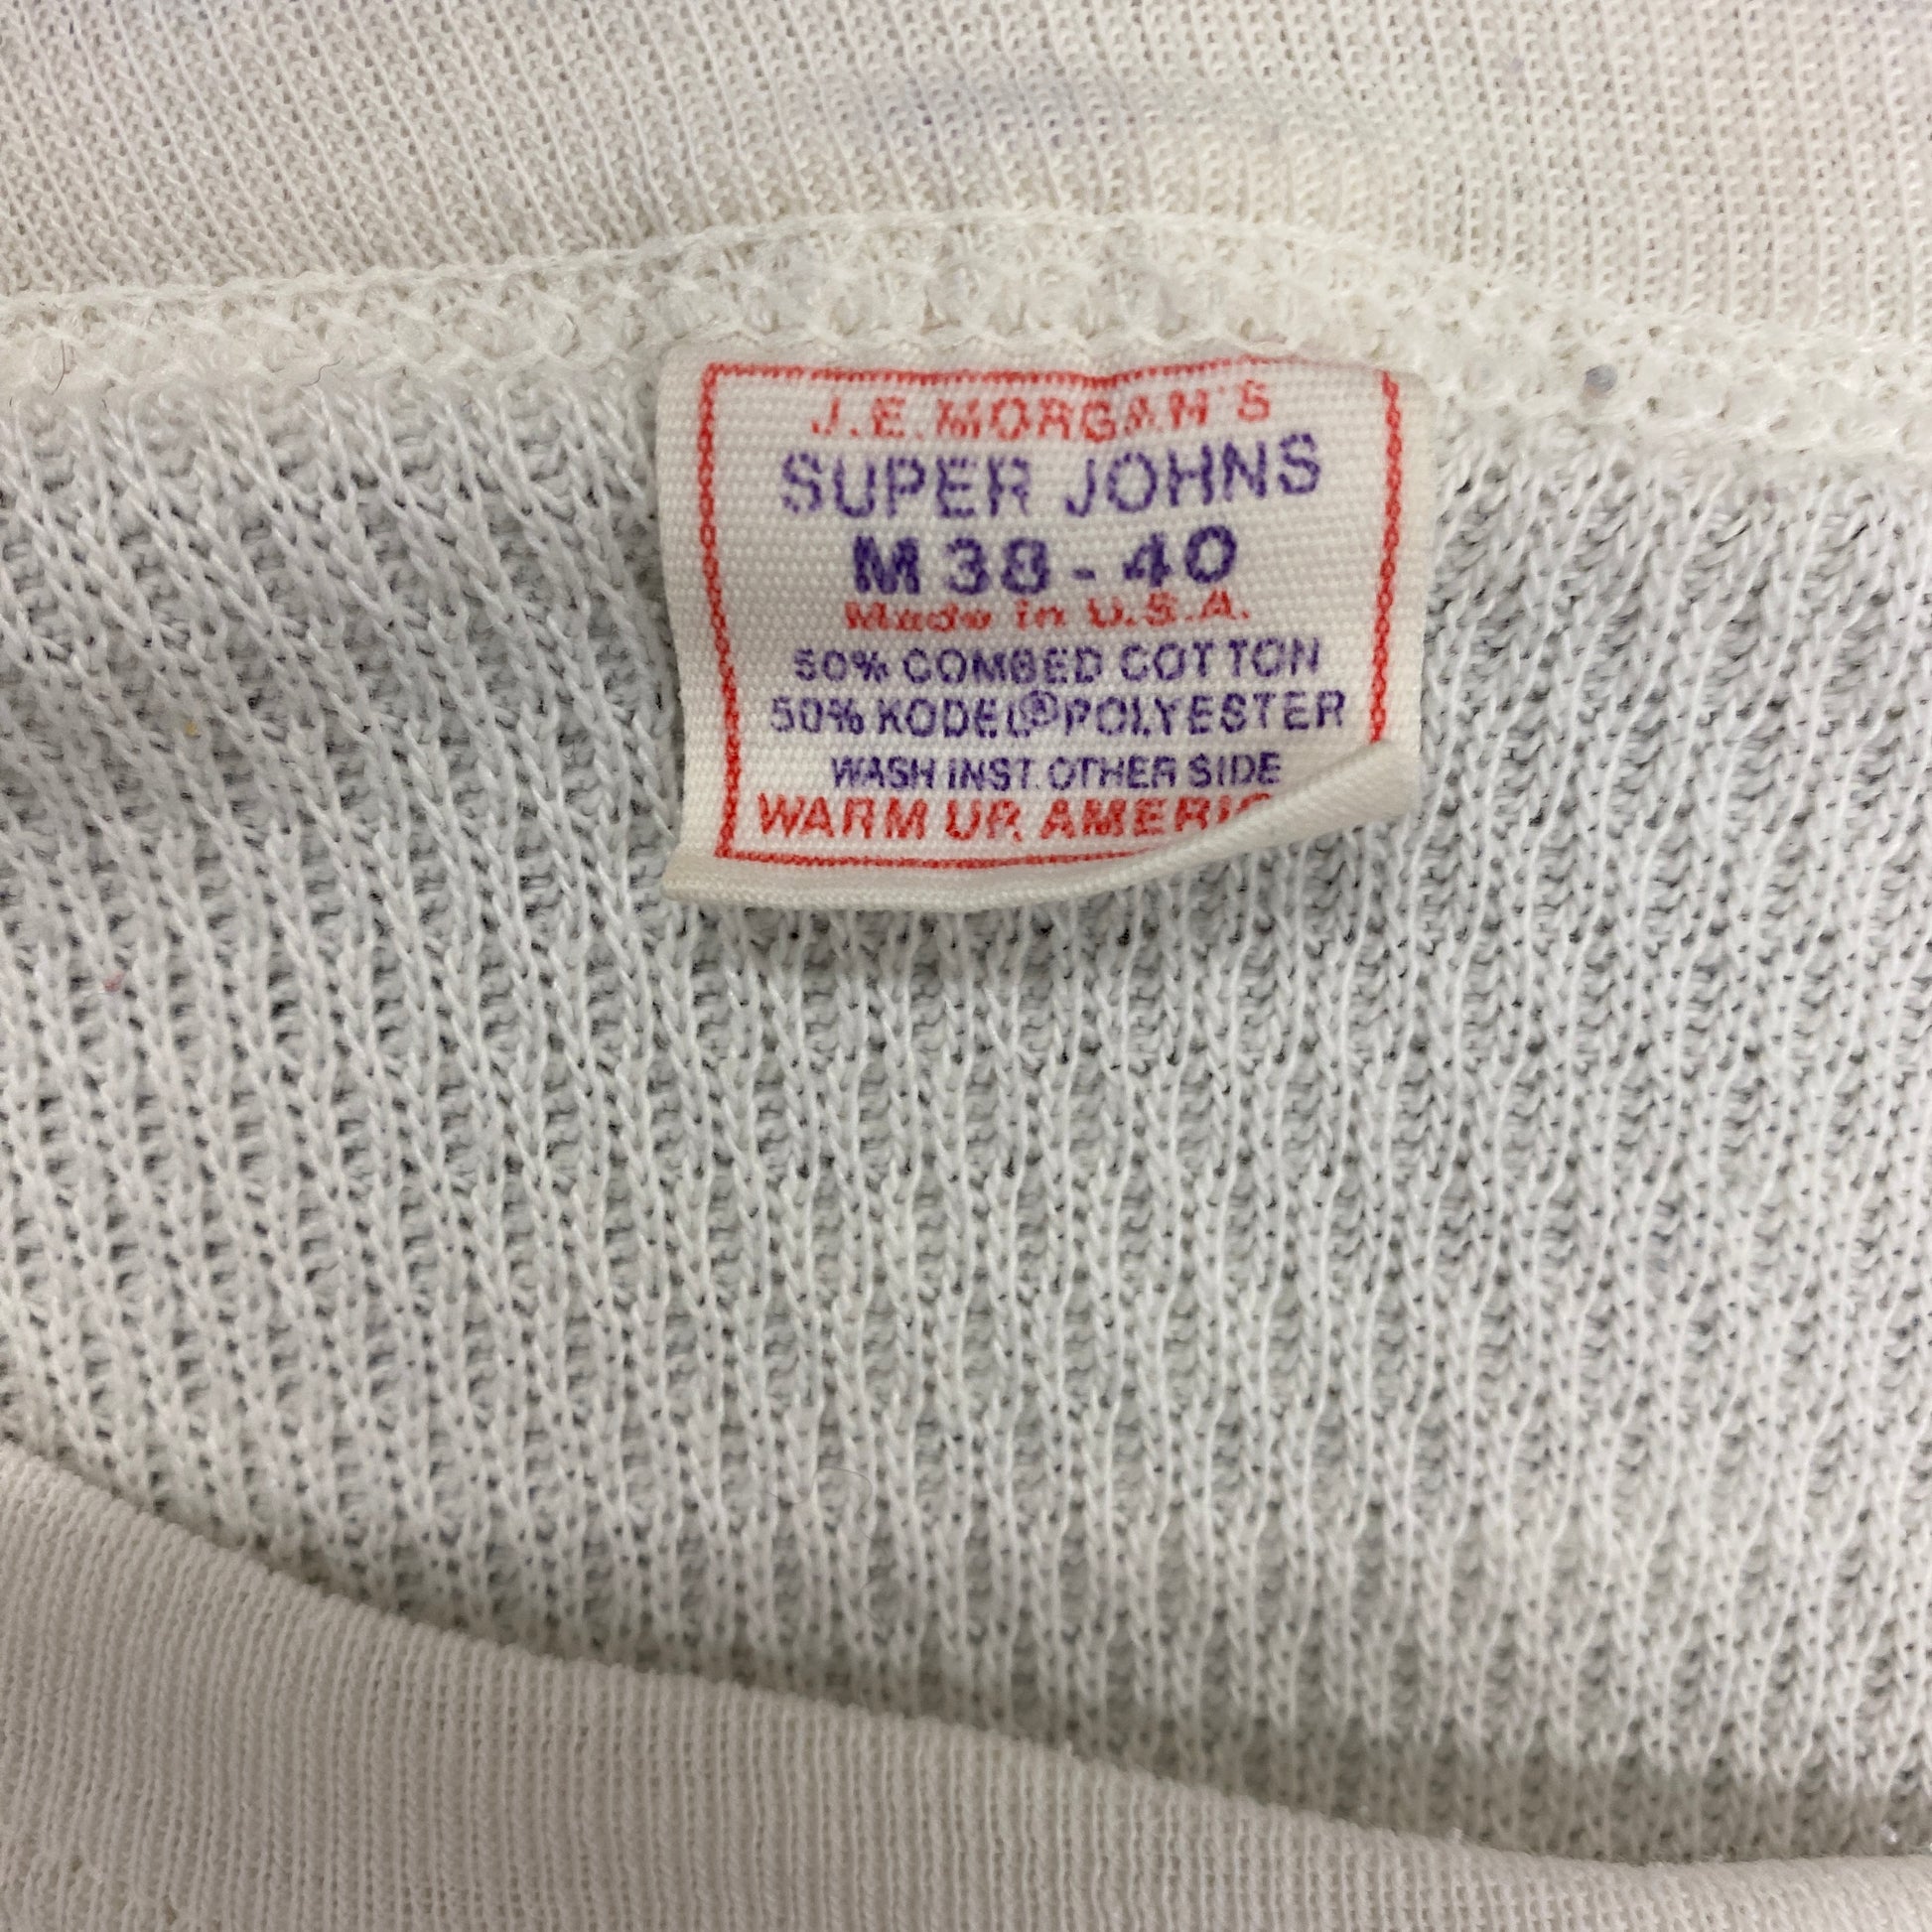 J.E. MORGAN'S
SUPER JOHNS
M 38 - 40
Made in U.S.A.
50% COMBED COTTON
50% KODEL® POLYESTER
WASH INST. OTHER SIDE
WARM UP, AMERIC